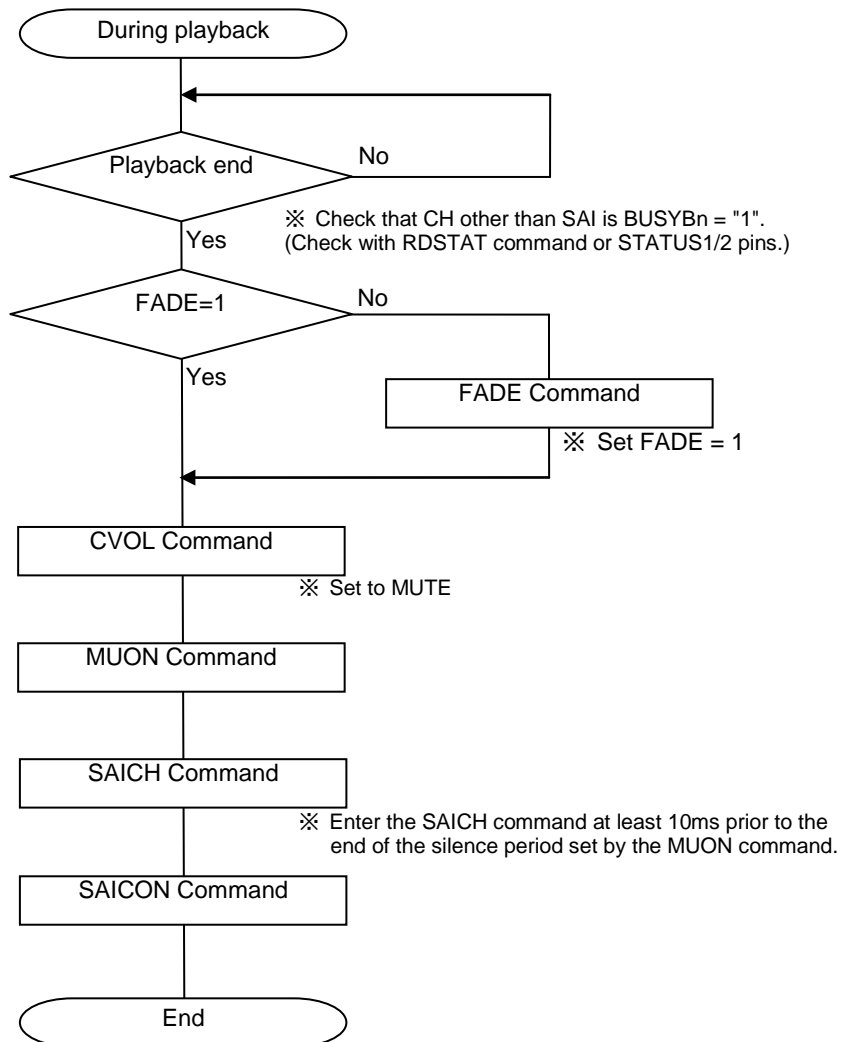 During playback
Playback end
No
※ Check that CH other than SAI is BUSYBn = "1".
(Check with RDSTAT command or STATUS1/2 pins.)
Yes
FADE=1
No
Yes
FADE Command
※ Set FADE = 1
CVOL Command
※ Set to MUTE
MUON Command
SAICH Command
※ Enter the SAICH command at least 10ms prior to the
end of the silence period set by the MUON command.
SAICON Command
End